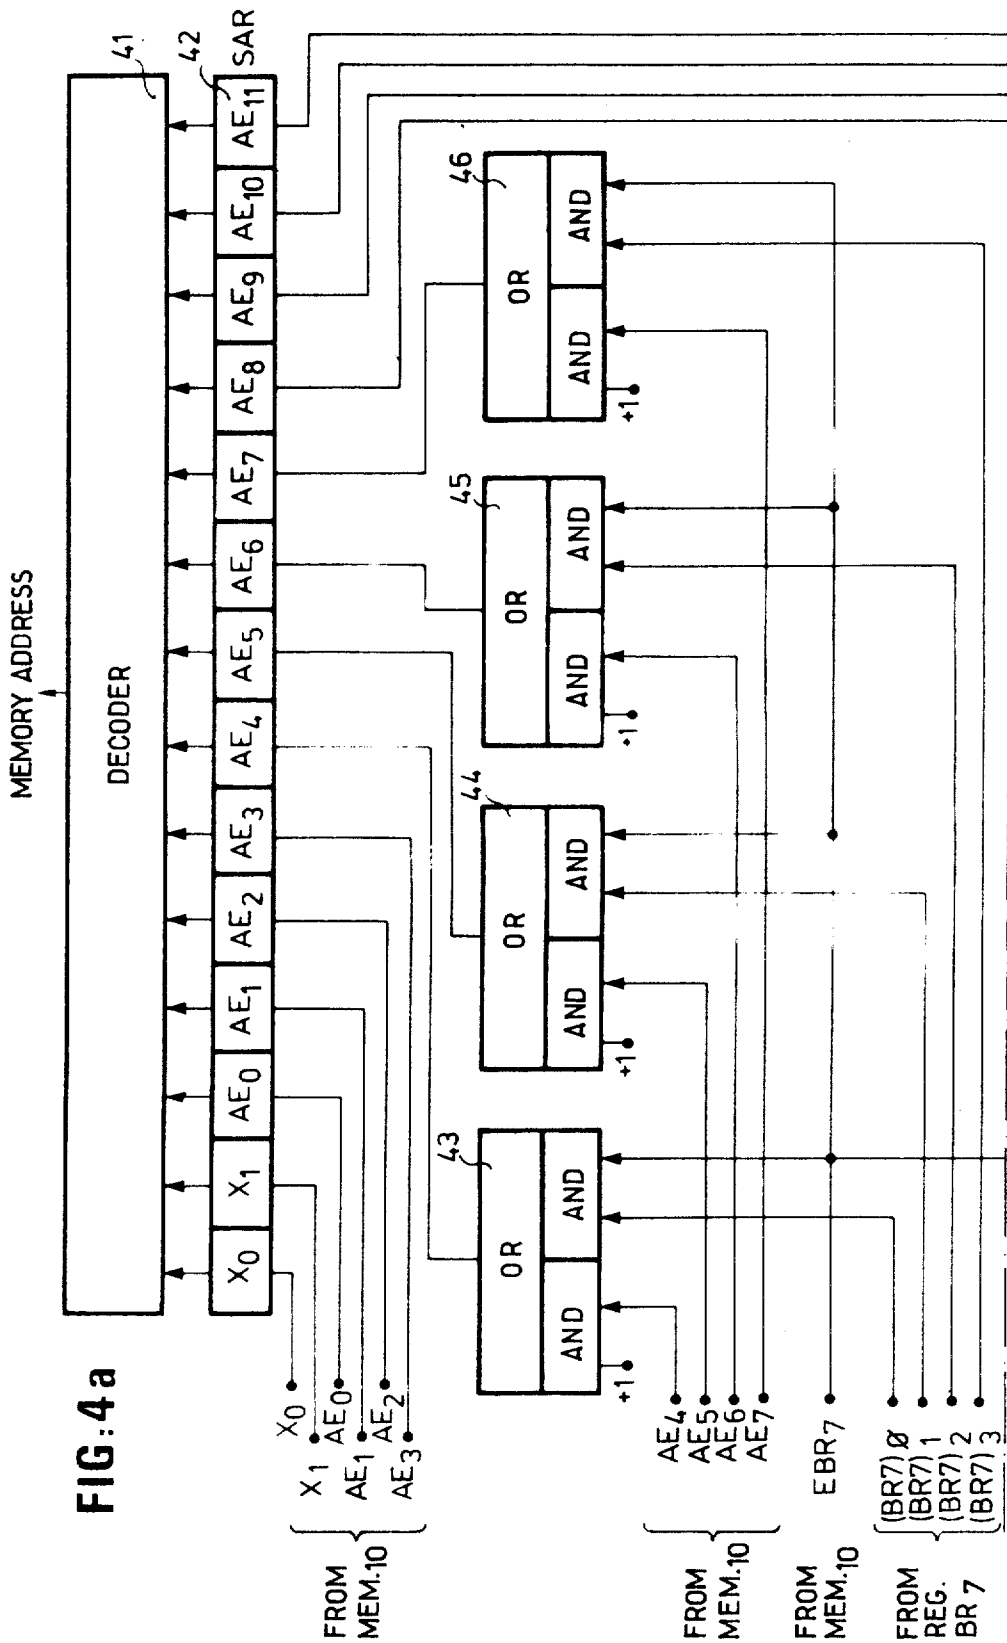 FIG.:4a
MEMORY ADDRESS
DECODER
41
42
SAR
X0 X1 AE0 AE1 AE2 AE3 AE4 AE5 AE6 AE7 AE8 AE9 AE10 AE11
X0
X1
AE0
AE1
AE2
AE3
FROM
MEM.10
43
OR
AND AND
+1
44
OR
AND AND
+1
45
OR
AND AND
+1
46
OR
AND AND
+1
AE4
AE5
AE6
AE7
FROM
MEM.10
EBR7
FROM
MEM.10
(BR7)Ø
(BR7)1
(BR7)2
(BR7)3
FROM
REG.
BR7